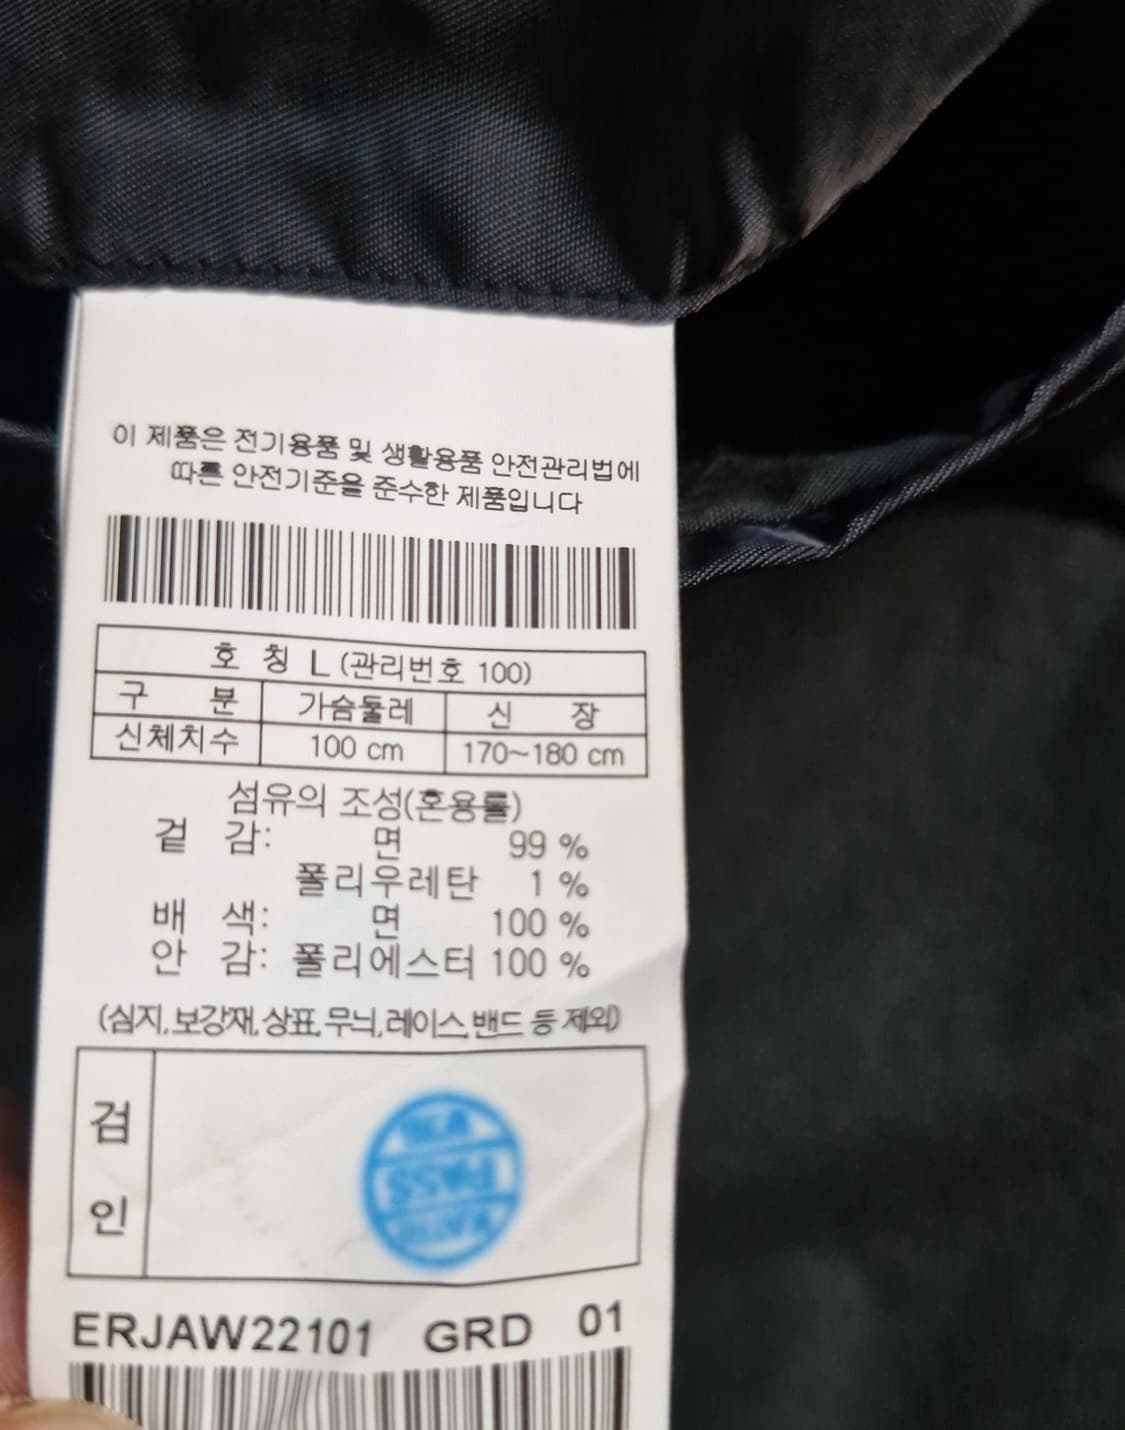 이 제품은 전기용품 및 생활용품 안전관리법에
따른 안전기준을 준수한 제품입니다
호 칭 L (관리번호 100)
구 분 가슴둘레 신 장
신체치수 100 cm 170~180 cm
섬유의 조성(혼용률)
겉 감: 면 99 %
폴리우레탄 1 %
배 색: 면 100 %
안 감: 폴리에스터 100 %
(심지,보강재,상표,무늬,레이스,밴드 등 제외)
검
인
PASS
ERJAW22101 GRD 01